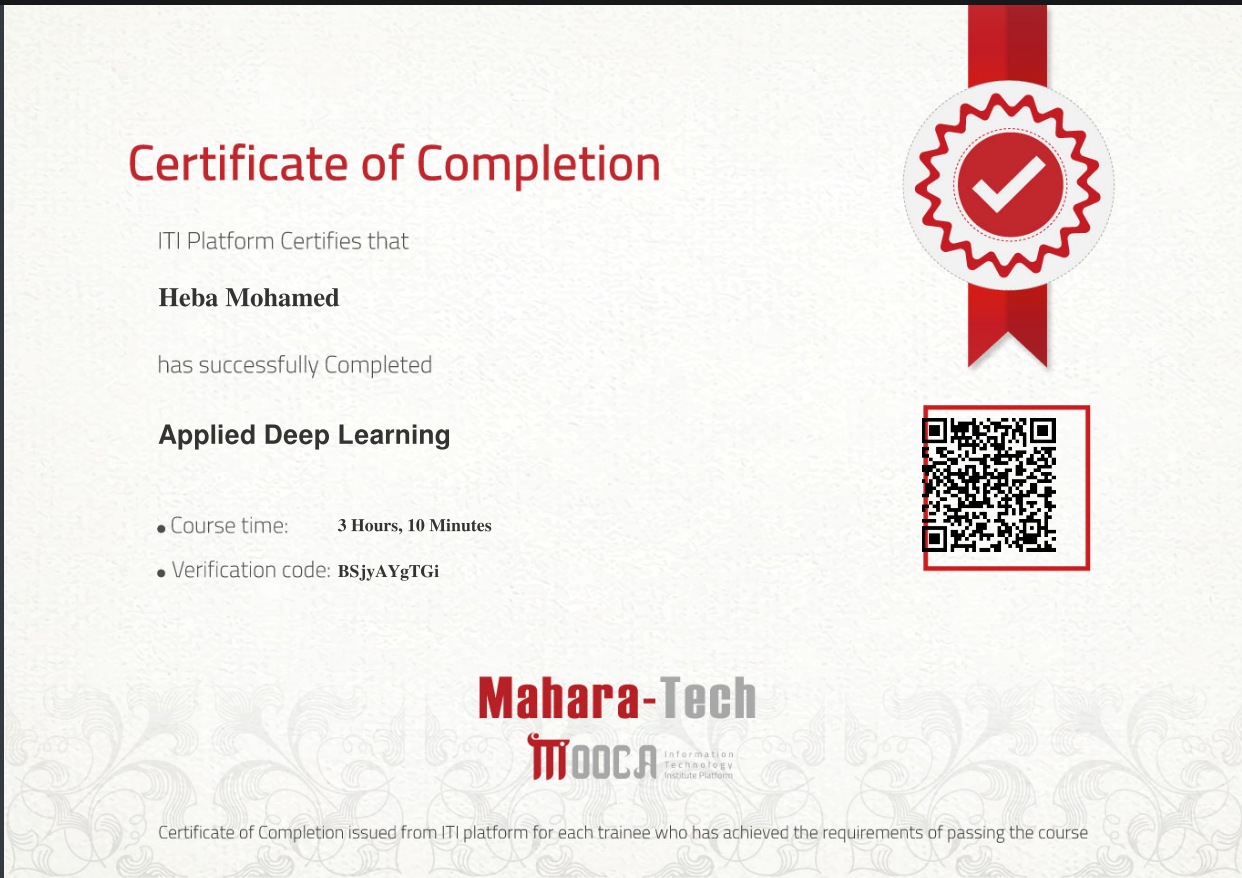 Certificate of Completion
ITI Platform Certifies that
Heba Mohamed
has successfully Completed
Applied Deep Learning
• Course time: 3 Hours, 10 Minutes
• Verification code: BSjyAYgTGi
Mahara-Tech
MOOCA
Information
Technology
Institute Platform
Certificate of Completion issued from ITI platform for each trainee who has achieved the requirements of passing the course